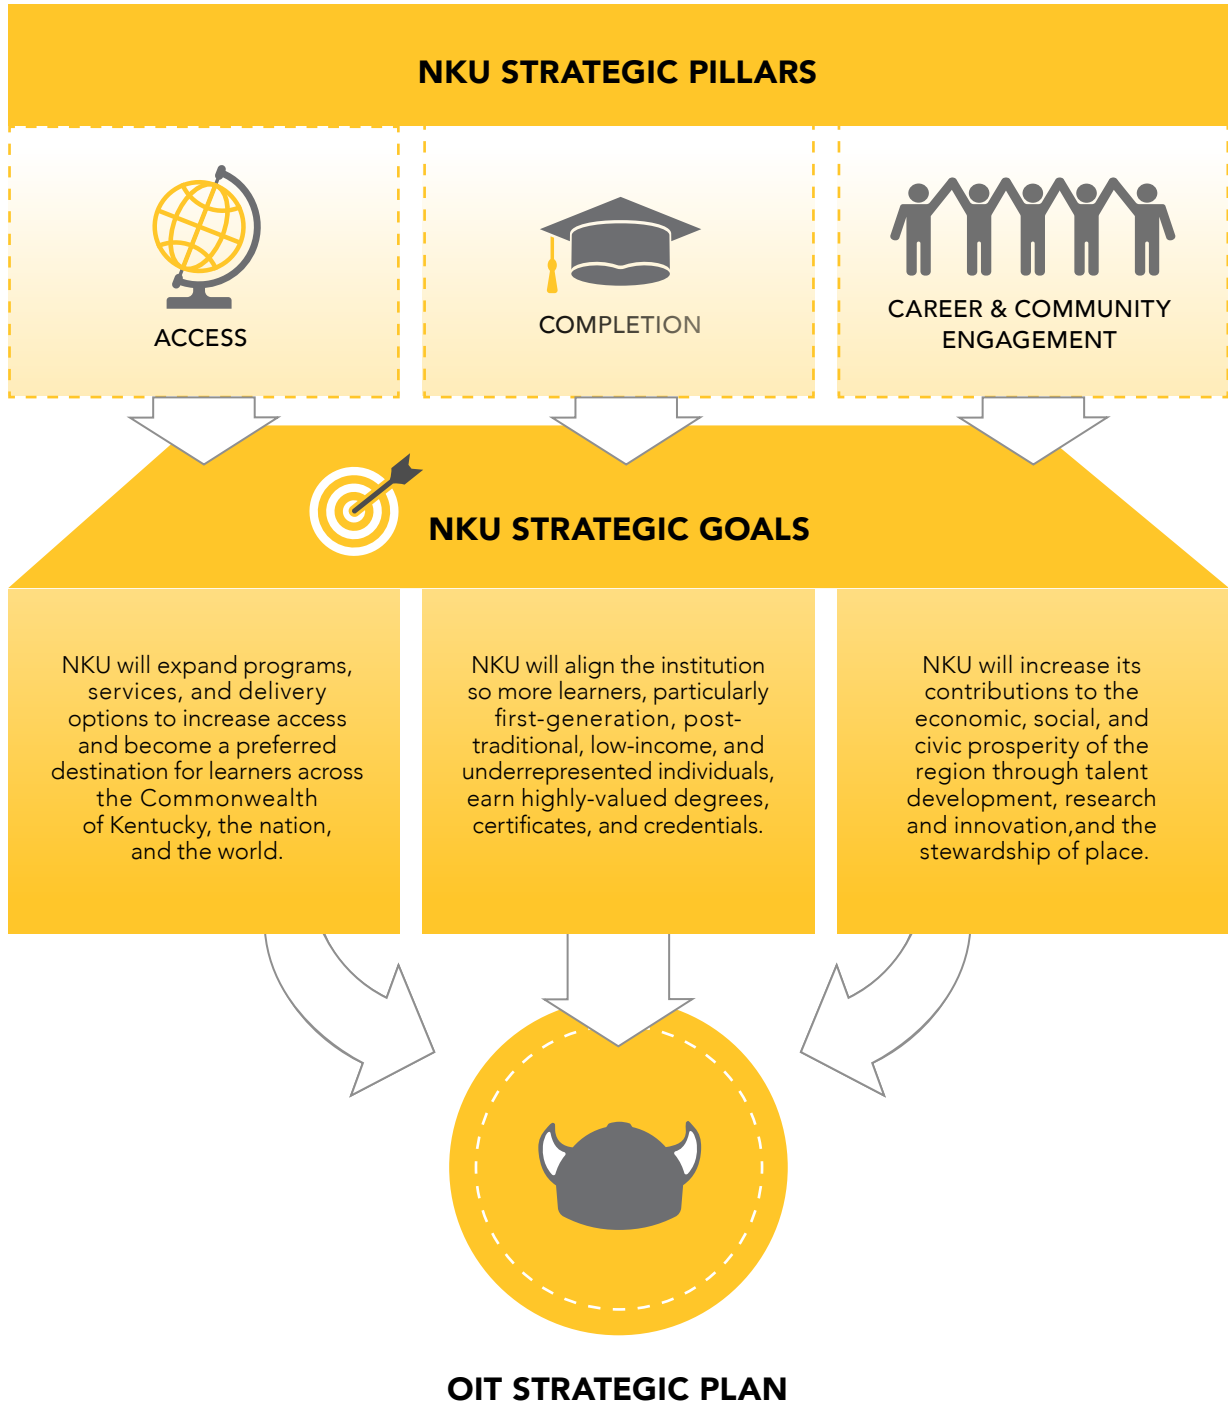 NKU STRATEGIC PILLARS
ACCESS
COMPLETION
CAREER & COMMUNITY
ENGAGEMENT
NKU STRATEGIC GOALS
NKU will expand programs,
services, and delivery
options to increase access
and become a preferred
destination for learners across
the Commonwealth
of Kentucky, the nation,
and the world.
NKU will align the institution
so more learners, particularly
first-generation, post-
traditional, low-income, and
underrepresented individuals,
earn highly-valued degrees,
certificates, and credentials.
NKU will increase its
contributions to the
economic, social, and
civic prosperity of the
region through talent
development, research
and innovation,and the
stewardship of place.
OIT STRATEGIC PLAN